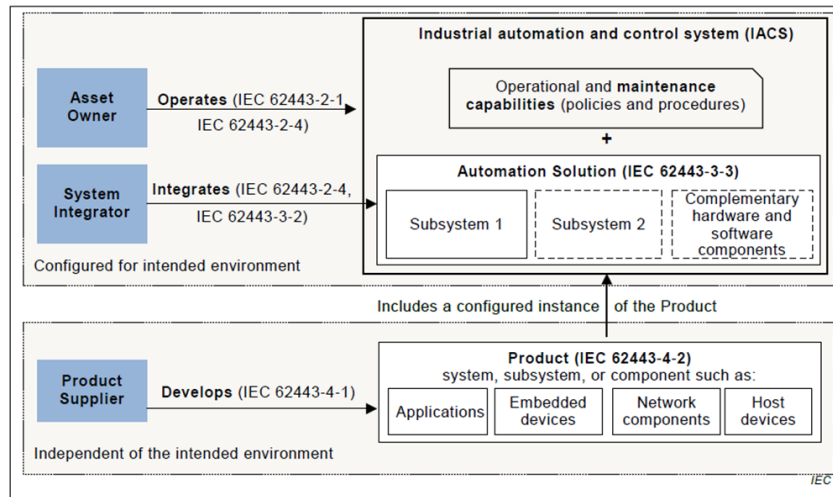 Industrial automation and control system (IACS)
Asset
Owner
Operates (IEC 62443-2-1
IEC 62443-2-4)
Operational and maintenance
capabilities (policies and procedures)
+
System
Integrator
Integrates (IEC 62443-2-4,
IEC 62443-3-2)
Automation Solution (IEC 62443-3-3)
Subsystem 1
Subsystem 2
Complementary
hardware and
software
components
Configured for intended environment
Includes a configured instance of the Product
Product
Supplier
Develops (IEC 62443-4-1)
Product (IEC 62443-4-2)
system, subsystem, or component such as:
Applications
Embedded
devices
Network
components
Host
devices
Independent of the intended environment
IEC